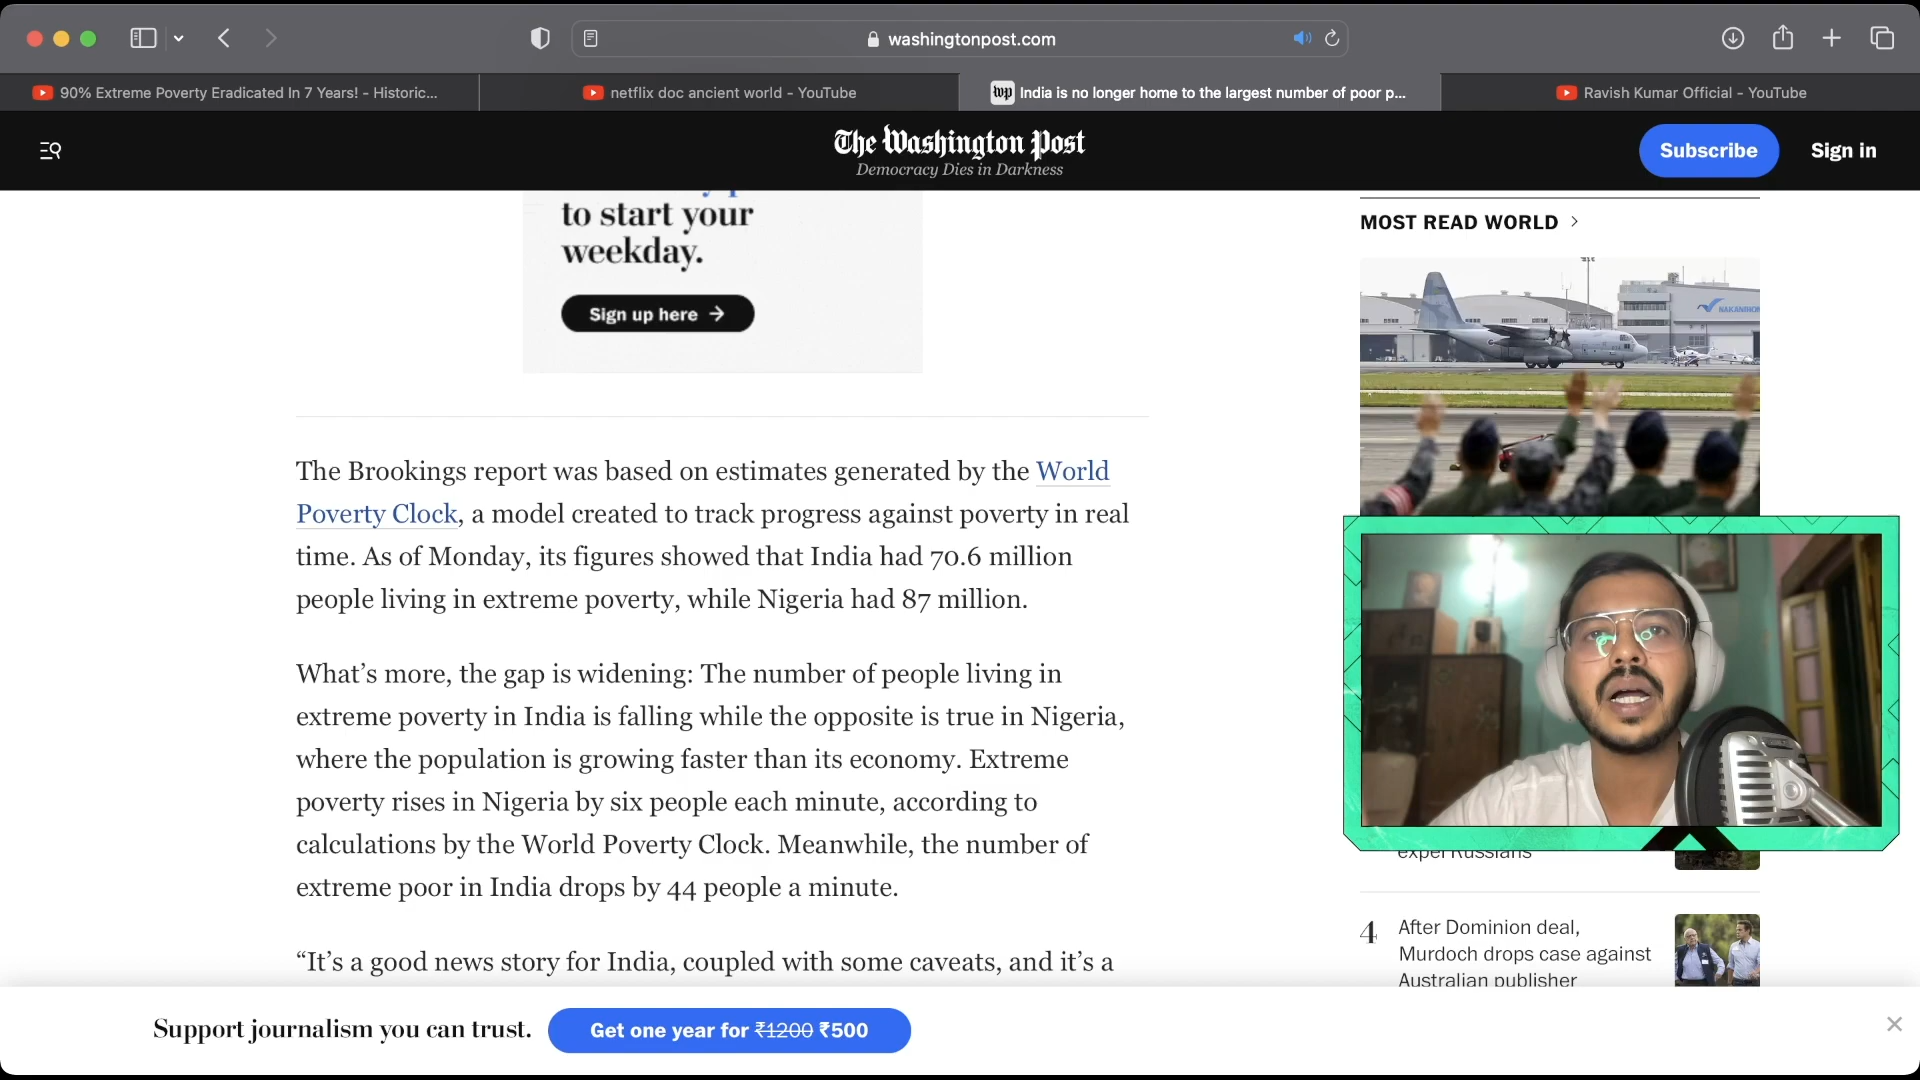 washingtonpost.com
90% Extreme Poverty Eradicated In 7 Years! - Historic...
netflix doc ancient world - YouTube
wp India is no longer home to the largest number of poor p...
Ravish Kumar Official - YouTube
The Washington Post
Democracy Dies in Darkness
Subscribe
Sign in
to start your
weekday.
Sign up here →
The Brookings report was based on estimates generated by the World
Poverty Clock, a model created to track progress against poverty in real
time. As of Monday, its figures showed that India had 70.6 million
people living in extreme poverty, while Nigeria had 87 million.
What’s more, the gap is widening: The number of people living in
extreme poverty in India is falling while the opposite is true in Nigeria,
where the population is growing faster than its economy. Extreme
poverty rises in Nigeria by six people each minute, according to
calculations by the World Poverty Clock. Meanwhile, the number of
extreme poor in India drops by 44 people a minute.
“It’s a good news story for India, coupled with some caveats, and it’s a
MOST READ WORLD >
expel Russians
4 After Dominion deal,
Murdoch drops case against
Australian publisher
Support journalism you can trust.
Get one year for ₹1200 ₹500